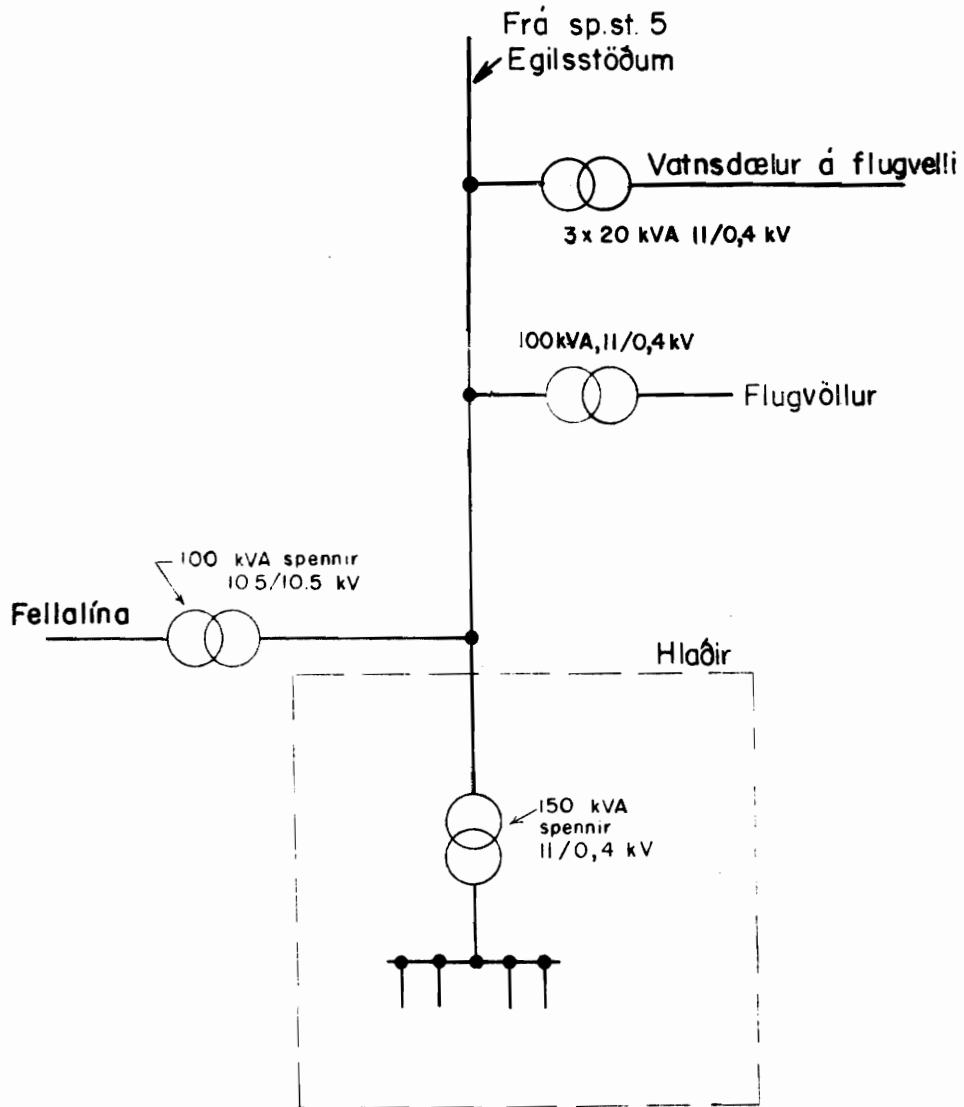 Frá sp.st. 5
Egilsstöðum
Vatnsdælur á flugvelli
3 x 20 kVA 11/0,4 kV
100 kVA, 11/0,4 kV
Flugvöllur
100 kVA spennir
10 5/10.5 kV
Fellalína
Hlaðir
150 kVA
spennir
11/0,4 kV